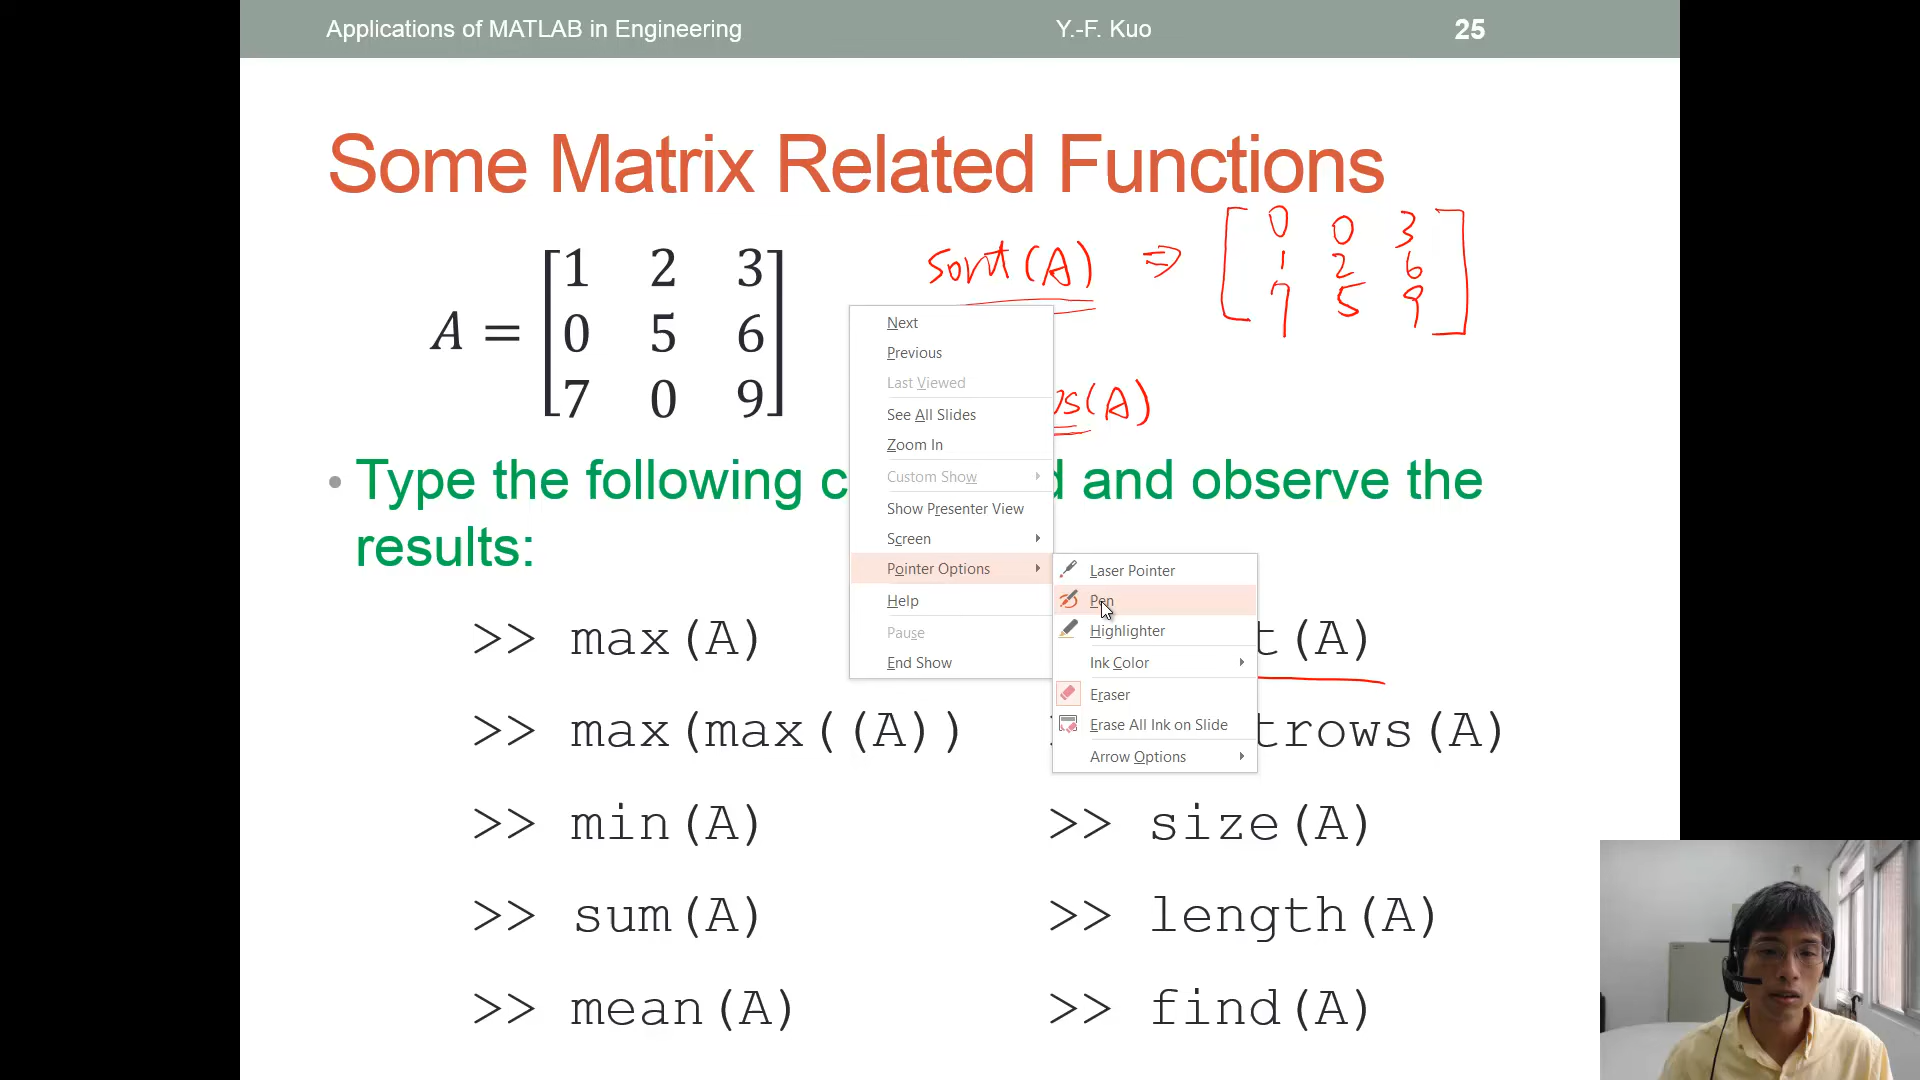 Applications of MATLAB in Engineering Y.-F. Kuo 25
Some Matrix Related Functions
sort(A) ⇒ [0 0 3
1 2 6
7 5 9]
A = [1 2 3
0 5 6
7 0 9]
s(A)
• Type the following c d and observe the
results:
>> max(A)
t(A)
>> max(max((A))
trows(A)
>> min(A)
>> size(A)
>> sum(A)
>> length(A)
>> mean(A)
>> find(A)
Next
Previous
Last Viewed
See All Slides
Zoom In
Custom Show
Show Presenter View
Screen
Pointer Options
Help
Pause
End Show
Laser Pointer
Pen
Highlighter
Ink Color
Eraser
Erase All Ink on Slide
Arrow Options